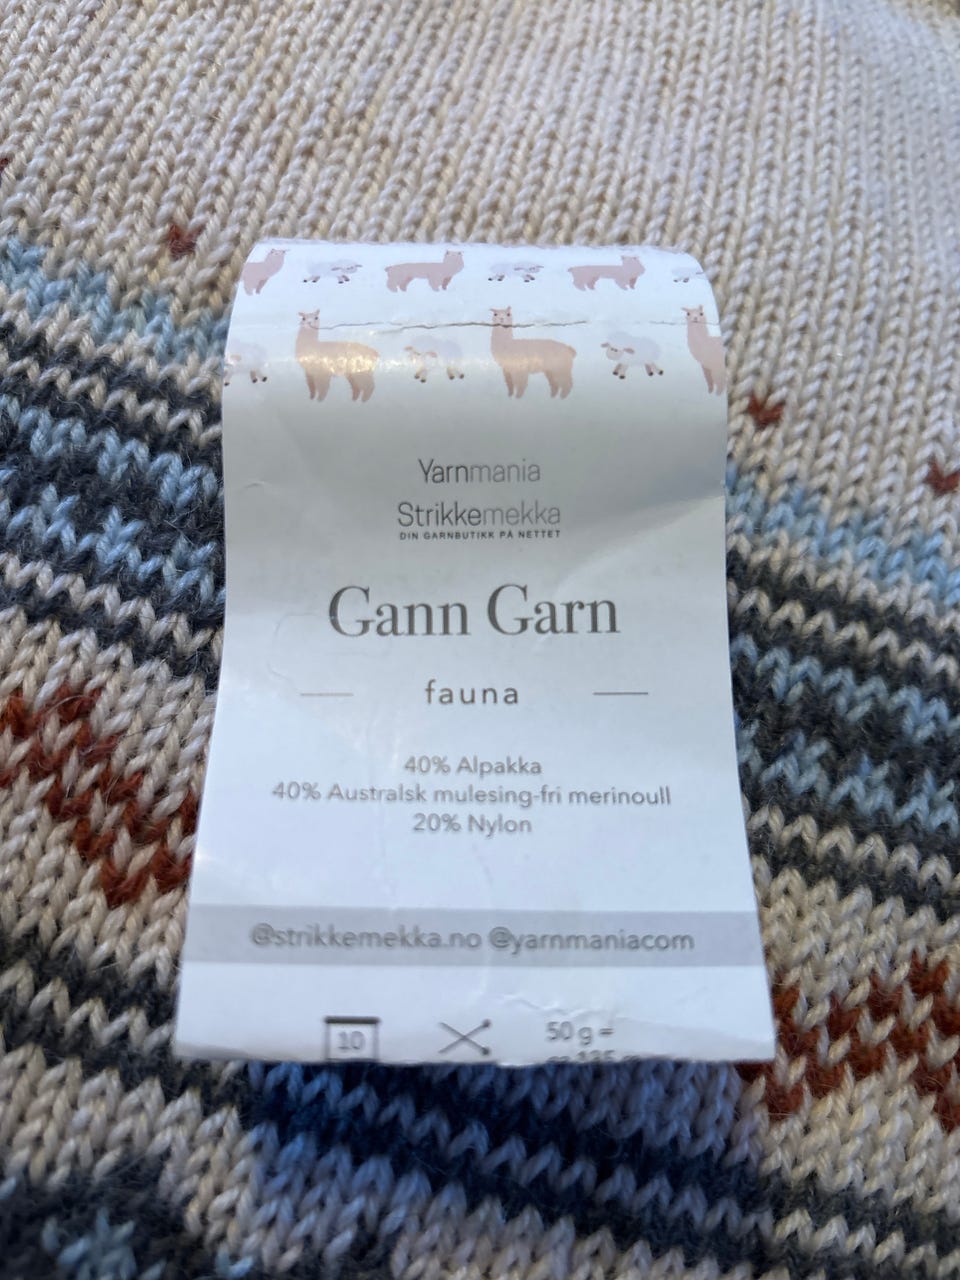 Yarnmania
Strikkemekka
DIN GARNBUTIKK PÅ NETTET
Gann Garn
fauna
40% Alpakka
40% Australsk mulesing-fri merinoull
20% Nylon
@strikkemekka.no @yarnmaniacom
10
50 g =